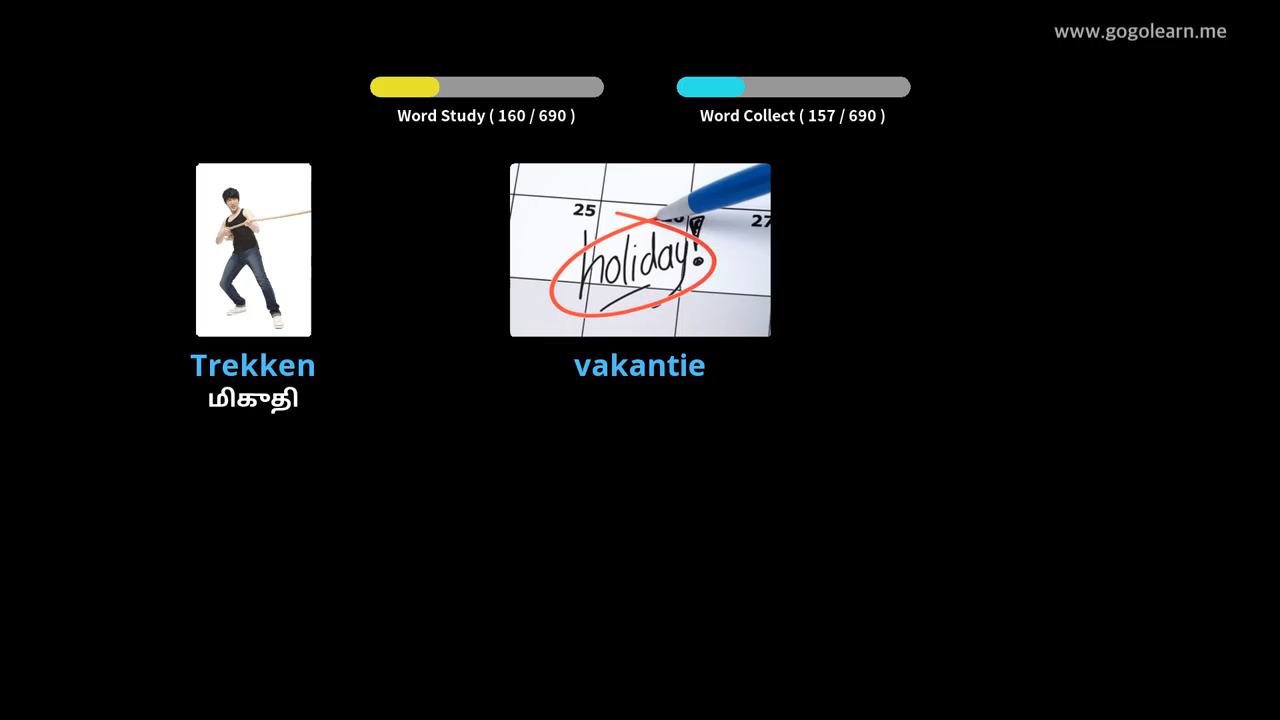 www.gogolearn.me
Word Study ( 160 / 690 )
Word Collect ( 157 / 690 )
25
27
holiday!
Trekken
vakantie
மிகுதி